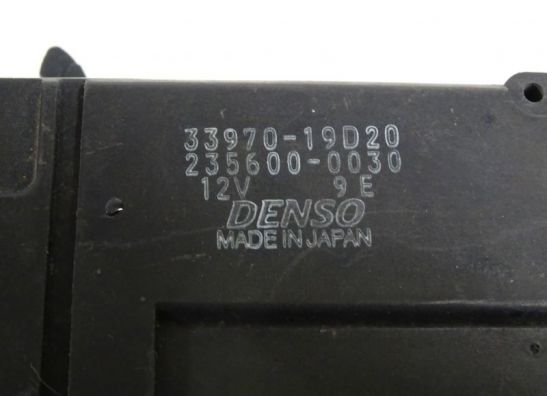 33970-19D20
235600-0030
12V 9E
DENSO
MADE IN JAPAN